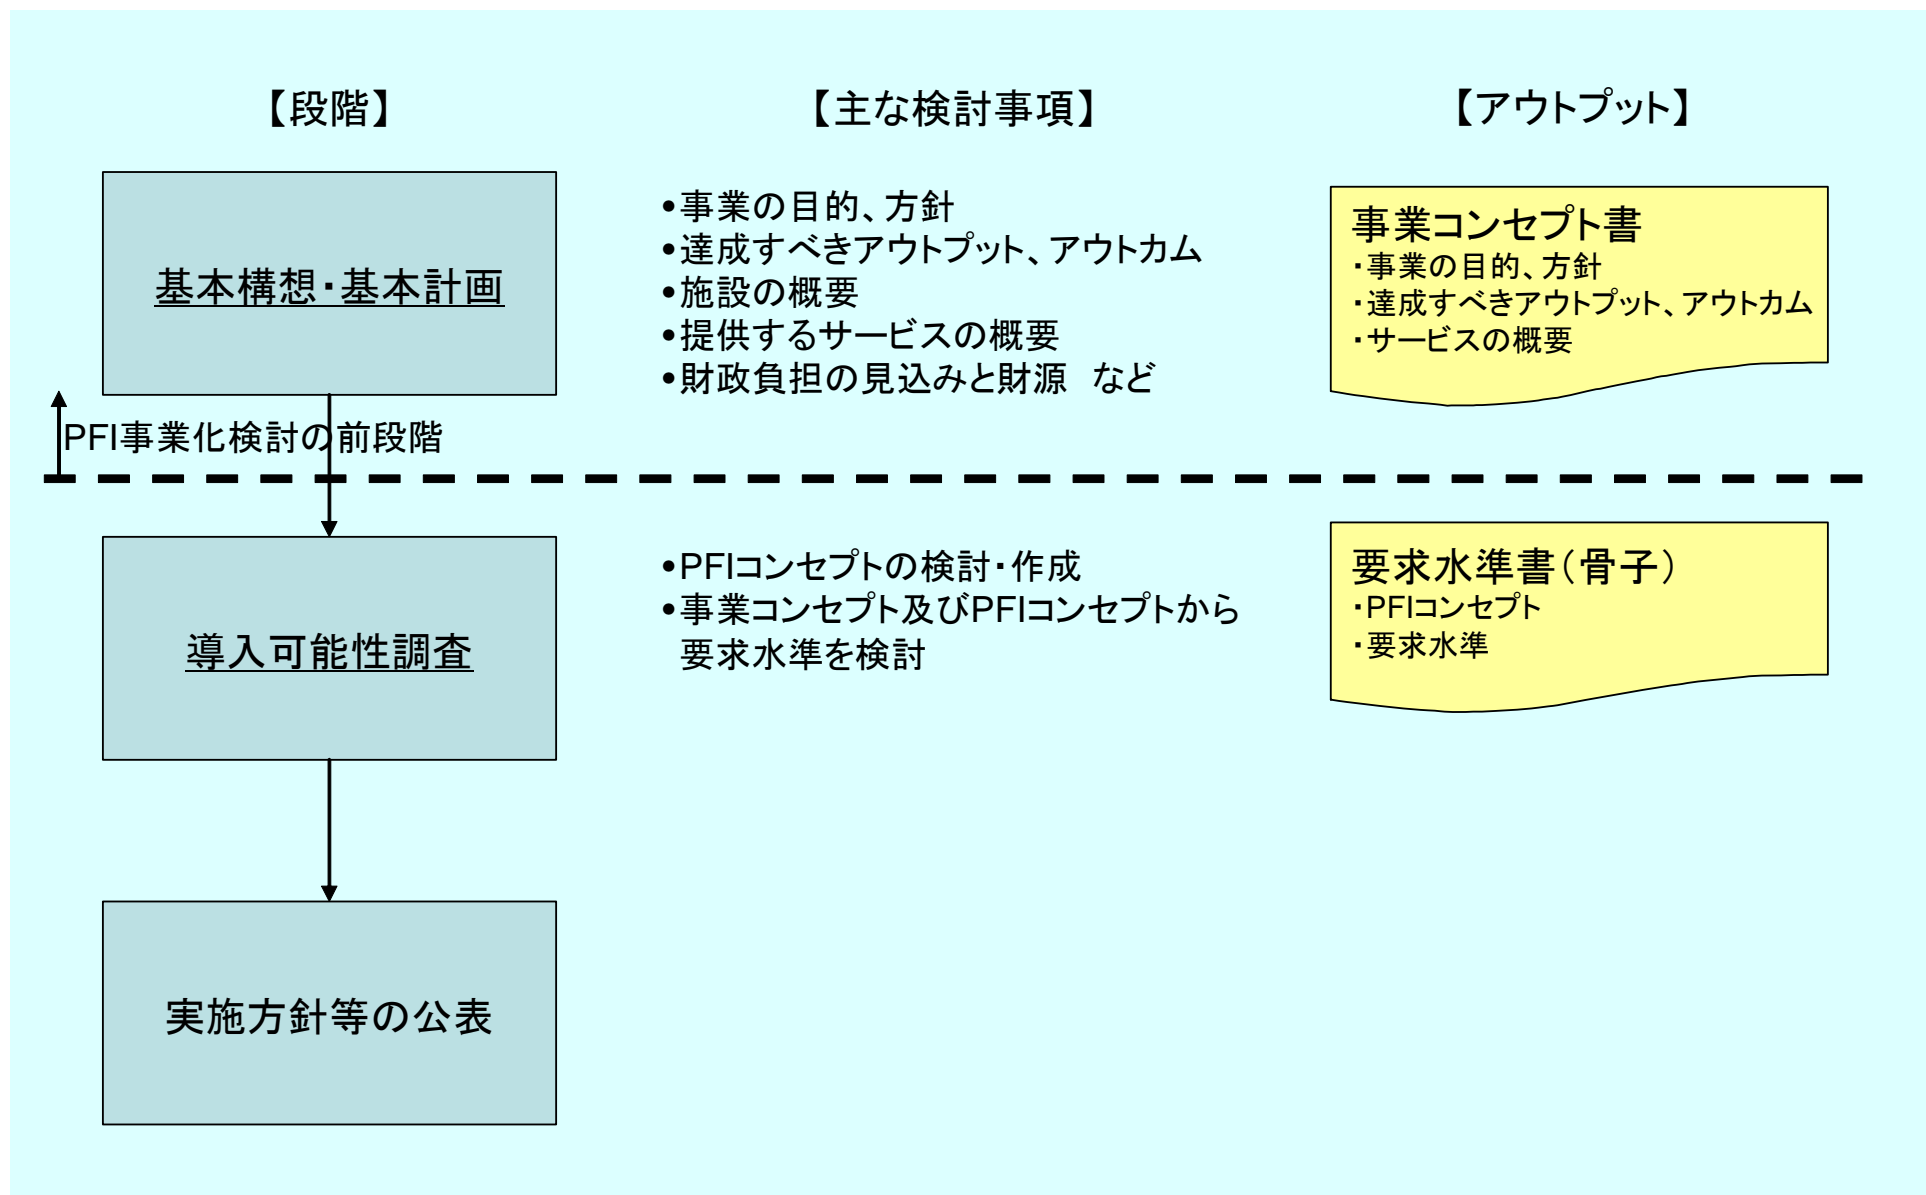 【段階】
【主な検討事項】
【アウトプット】
基本構想・基本計画
•事業の目的、方針
•達成すべきアウトプット、アウトカム
•施設の概要
•提供するサービスの概要
•財政負担の見込みと財源　など
事業コンセプト書
・事業の目的、方針
・達成すべきアウトプット、アウトカム
・サービスの概要
PFI事業化検討の前段階
導入可能性調査
•PFIコンセプトの検討・作成
•事業コンセプト及びPFIコンセプトから
要求水準を検討
要求水準書（骨子）
・PFIコンセプト
・要求水準
実施方針等の公表